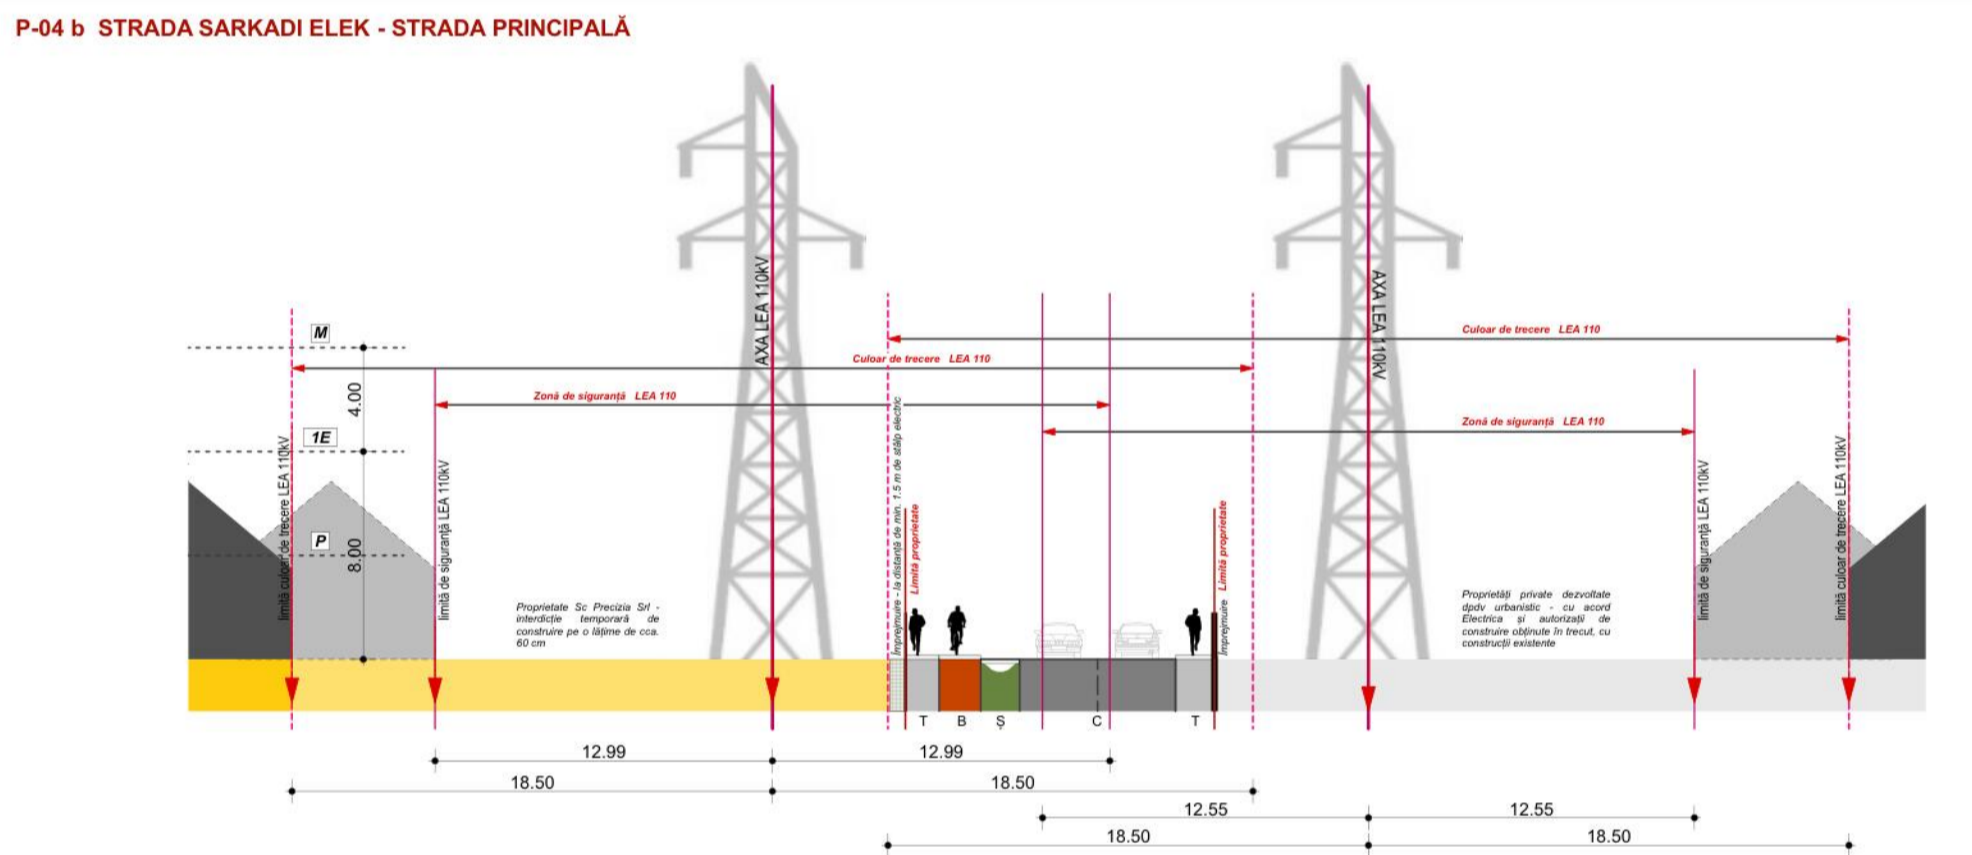 P-04 b STRADA SARKADI ELEK - STRADA PRINCIPALĂ
M
4.00
1E
P
8.00
limită culoar de trecere LEA 110kV
limită de siguranță LEA 110kV
AXA LEA 110kV
Culoar de trecere LEA 110
Zonă de siguranță LEA 110
Proprietate Sc Precizia Srl -
interdicție temporară de
construire pe o lățime de cca.
60 cm
Împrejmuire - la distanță de min. 1.5 m de stâlp electric
Limită proprietate
Împrejmuire
Limită proprietate
Culoar de trecere LEA 110
AXA LEA 110kV
Zonă de siguranță LEA 110
Proprietăți private dezvoltate
dpdv urbanistic - cu acord
Electrica și autorizații de
construire obținute în trecut, cu
construcții existente
limită de siguranță LEA 110kV
limită culoar de trecere LEA 110kV
T B Ș C T
12.99 12.99
18.50 18.50
12.55 12.55
18.50 18.50